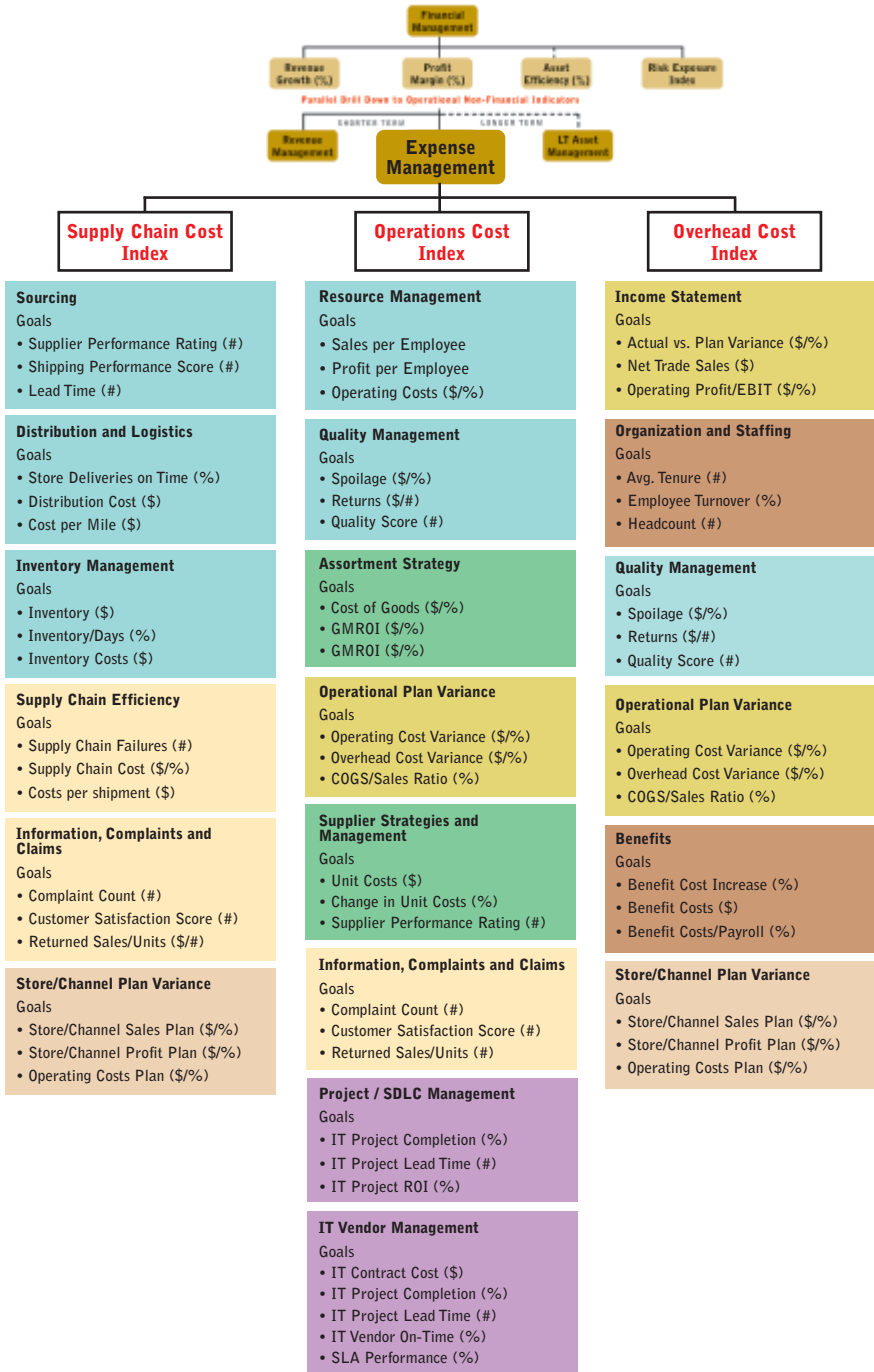 Financial
Management
Revenue
Growth (%)
Profit
Margin (%)
Asset
Efficiency (%)
Risk Exposure
Index
Parallel Drill Down to Operational Non-Financial Indicators
SHORTER TERM
LONGER TERM
Revenue
Management
Expense
Management
LT Asset
Management
Supply Chain Cost
Index
Operations Cost
Index
Overhead Cost
Index
Sourcing
Goals
• Supplier Performance Rating (#)
• Shipping Performance Score (#)
• Lead Time (#)
Distribution and Logistics
Goals
• Store Deliveries on Time (%)
• Distribution Cost ($)
• Cost per Mile ($)
Inventory Management
Goals
• Inventory ($)
• Inventory/Days (%)
• Inventory Costs ($)
Supply Chain Efficiency
Goals
• Supply Chain Failures (#)
• Supply Chain Cost ($/%)
• Costs per shipment ($)
Information, Complaints and
Claims
Goals
• Complaint Count (#)
• Customer Satisfaction Score (#)
• Returned Sales/Units ($/#)
Store/Channel Plan Variance
Goals
• Store/Channel Sales Plan ($/%)
• Store/Channel Profit Plan ($/%)
• Operating Costs Plan ($/%)
Resource Management
Goals
• Sales per Employee
• Profit per Employee
• Operating Costs ($/%)
Quality Management
Goals
• Spoilage ($/%)
• Returns ($/#)
• Quality Score (#)
Assortment Strategy
Goals
• Cost of Goods ($/%)
• GMROI ($/%)
• GMROI ($/%)
Operational Plan Variance
Goals
• Operating Cost Variance ($/%)
• Overhead Cost Variance ($/%)
• COGS/Sales Ratio (%)
Supplier Strategies and
Management
Goals
• Unit Costs ($)
• Change in Unit Costs (%)
• Supplier Performance Rating (#)
Information, Complaints and Claims
Goals
• Complaint Count (#)
• Customer Satisfaction Score (#)
• Returned Sales/Units (#)
Project / SDLC Management
Goals
• IT Project Completion (%)
• IT Project Lead Time (#)
• IT Project ROI (%)
IT Vendor Management
Goals
• IT Contract Cost ($)
• IT Project Completion (%)
• IT Project Lead Time (#)
• IT Vendor On-Time (%)
• SLA Performance (%)
Income Statement
Goals
• Actual vs. Plan Variance ($/%)
• Net Trade Sales ($)
• Operating Profit/EBIT ($/%)
Organization and Staffing
Goals
• Avg. Tenure (#)
• Employee Turnover (%)
• Headcount (#)
Quality Management
Goals
• Spoilage ($/%)
• Returns ($/#)
• Quality Score (#)
Operational Plan Variance
Goals
• Operating Cost Variance ($/%)
• Overhead Cost Variance ($/%)
• COGS/Sales Ratio (%)
Benefits
Goals
• Benefit Cost Increase (%)
• Benefit Costs ($)
• Benefit Costs/Payroll (%)
Store/Channel Plan Variance
Goals
• Store/Channel Sales Plan ($/%)
• Store/Channel Profit Plan ($/%)
• Operating Costs Plan ($/%)